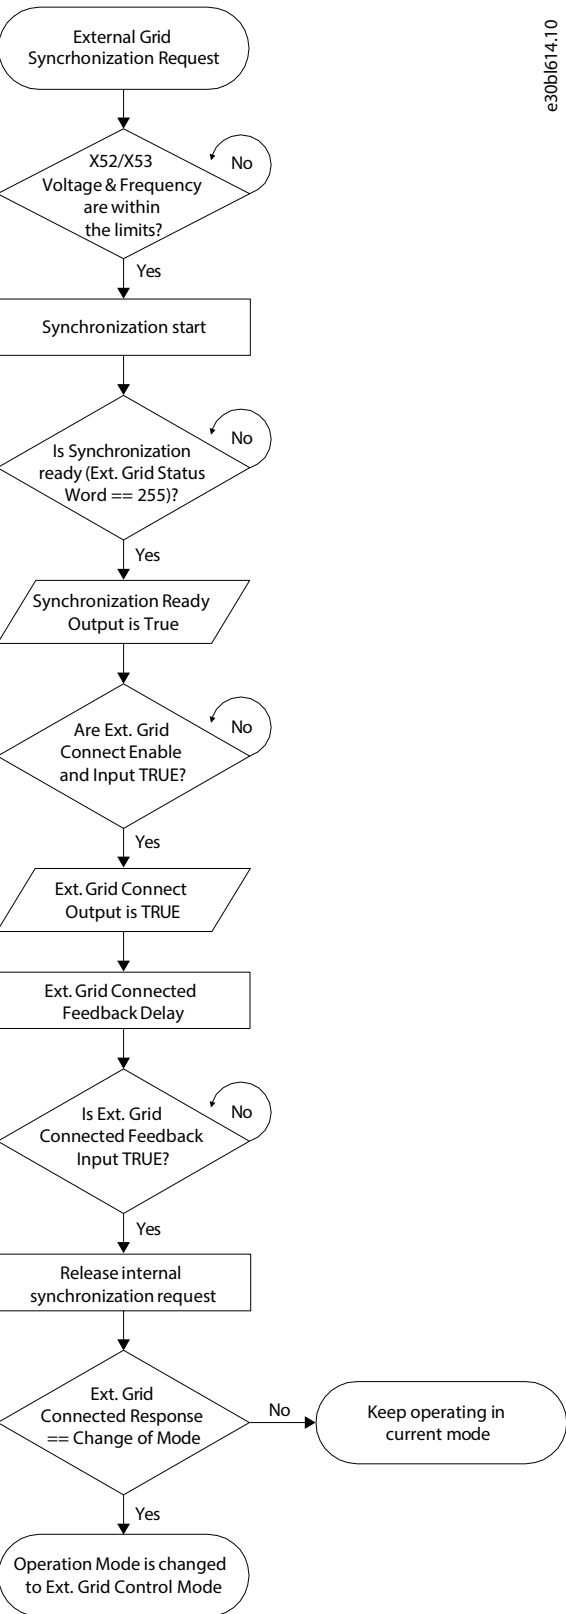 e30bl614.10
External Grid
Syncrhonization Request
X52/X53
Voltage & Frequency
are within
the limits?
No
Yes
Synchronization start
Is Synchronization
ready (Ext. Grid Status
Word == 255)?
No
Yes
Synchronization Ready
Output is True
Are Ext. Grid
Connect Enable
and Input TRUE?
No
Yes
Ext. Grid Connect
Output is TRUE
Ext. Grid Connected
Feedback Delay
Is Ext. Grid
Connected Feedback
Input TRUE?
No
Yes
Release internal
synchronization request
Ext. Grid
Connected Response
== Change of Mode
No
Keep operating in
current mode
Yes
Operation Mode is changed
to Ext. Grid Control Mode